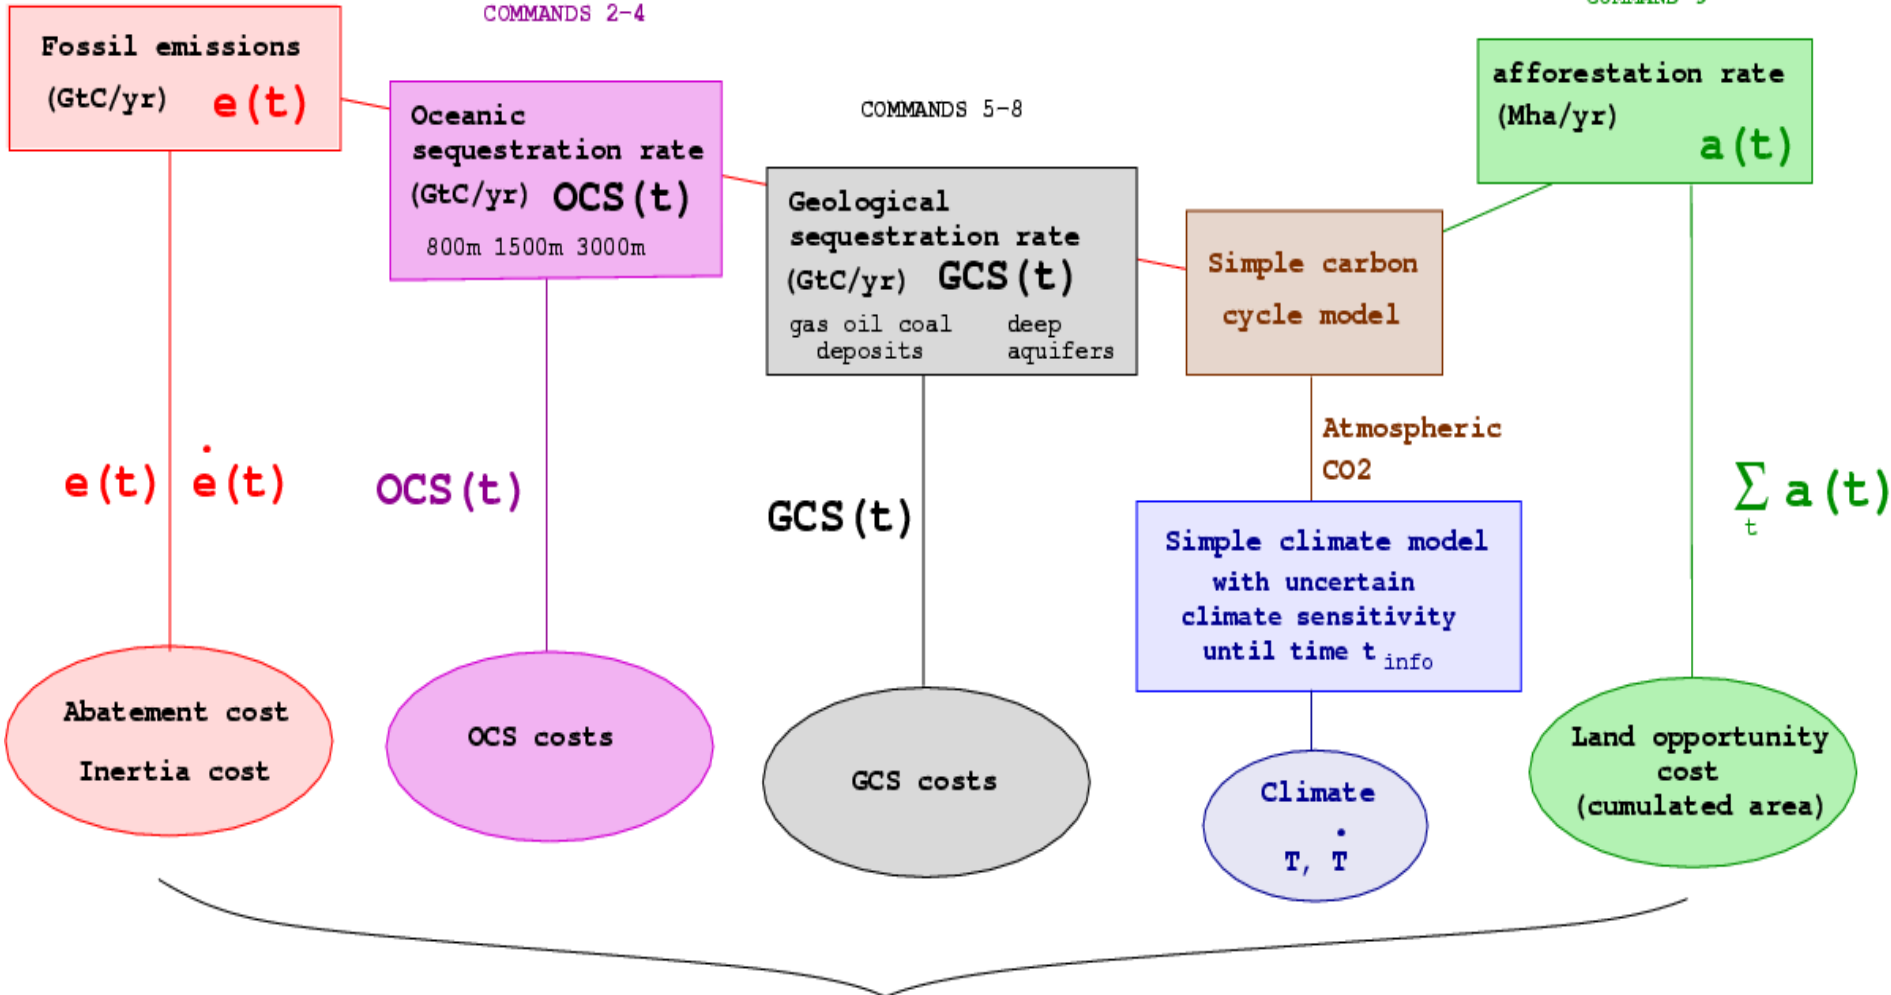 COMMANDS 2-4
Fossil emissions
(GtC/yr) e(t)
Oceanic
sequestration rate
(GtC/yr) OCS(t)
800m 1500m 3000m
COMMANDS 5-8
Geological
sequestration rate
(GtC/yr) GCS(t)
gas oil coal deep
deposits aquifers
Simple carbon
cycle model
afforestation rate
(Mha/yr)
a(t)
e(t) ė(t)
OCS(t)
GCS(t)
Atmospheric
CO2
Σ a(t)
t
Simple climate model
with uncertain
climate sensitivity
until time t info
Abatement cost
Inertia cost
OCS costs
GCS costs
Climate
T, Ṫ
Land opportunity
cost
(cumulated area)